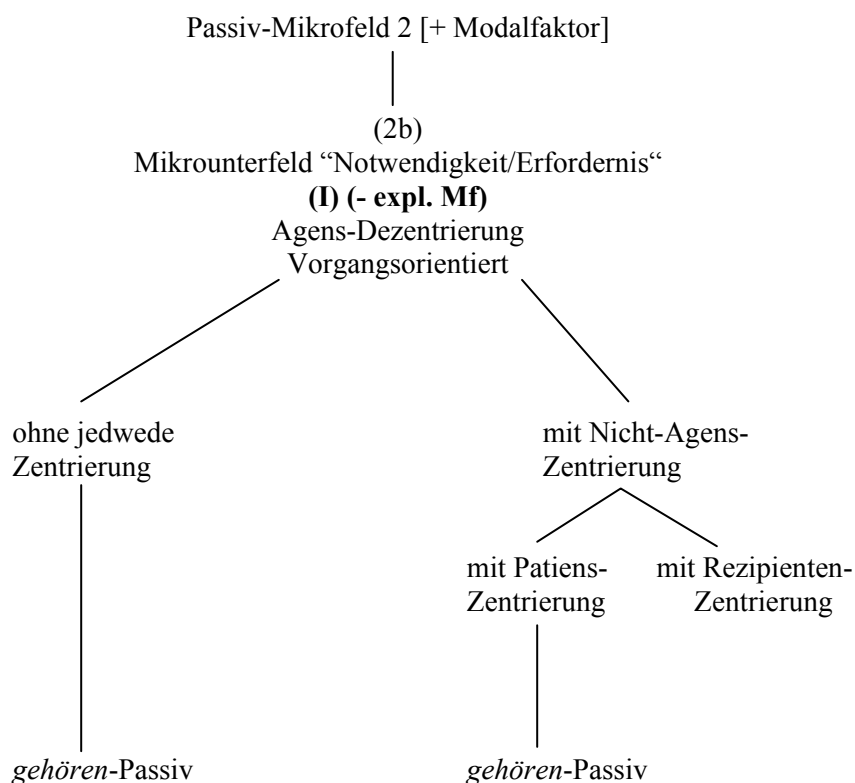 Passiv-Mikrofeld 2 [+ Modalfaktor]
(2b)
Mikrounterfeld “Notwendigkeit/Erfordernis“
(I) (- expl. Mf)
Agens-Dezentrierung
Vorgangsorientiert
ohne jedwede
Zentrierung
mit Nicht-Agens-
Zentrierung
mit Patiens-
Zentrierung
mit Rezipienten-
Zentrierung
gehören-Passiv
gehören-Passiv